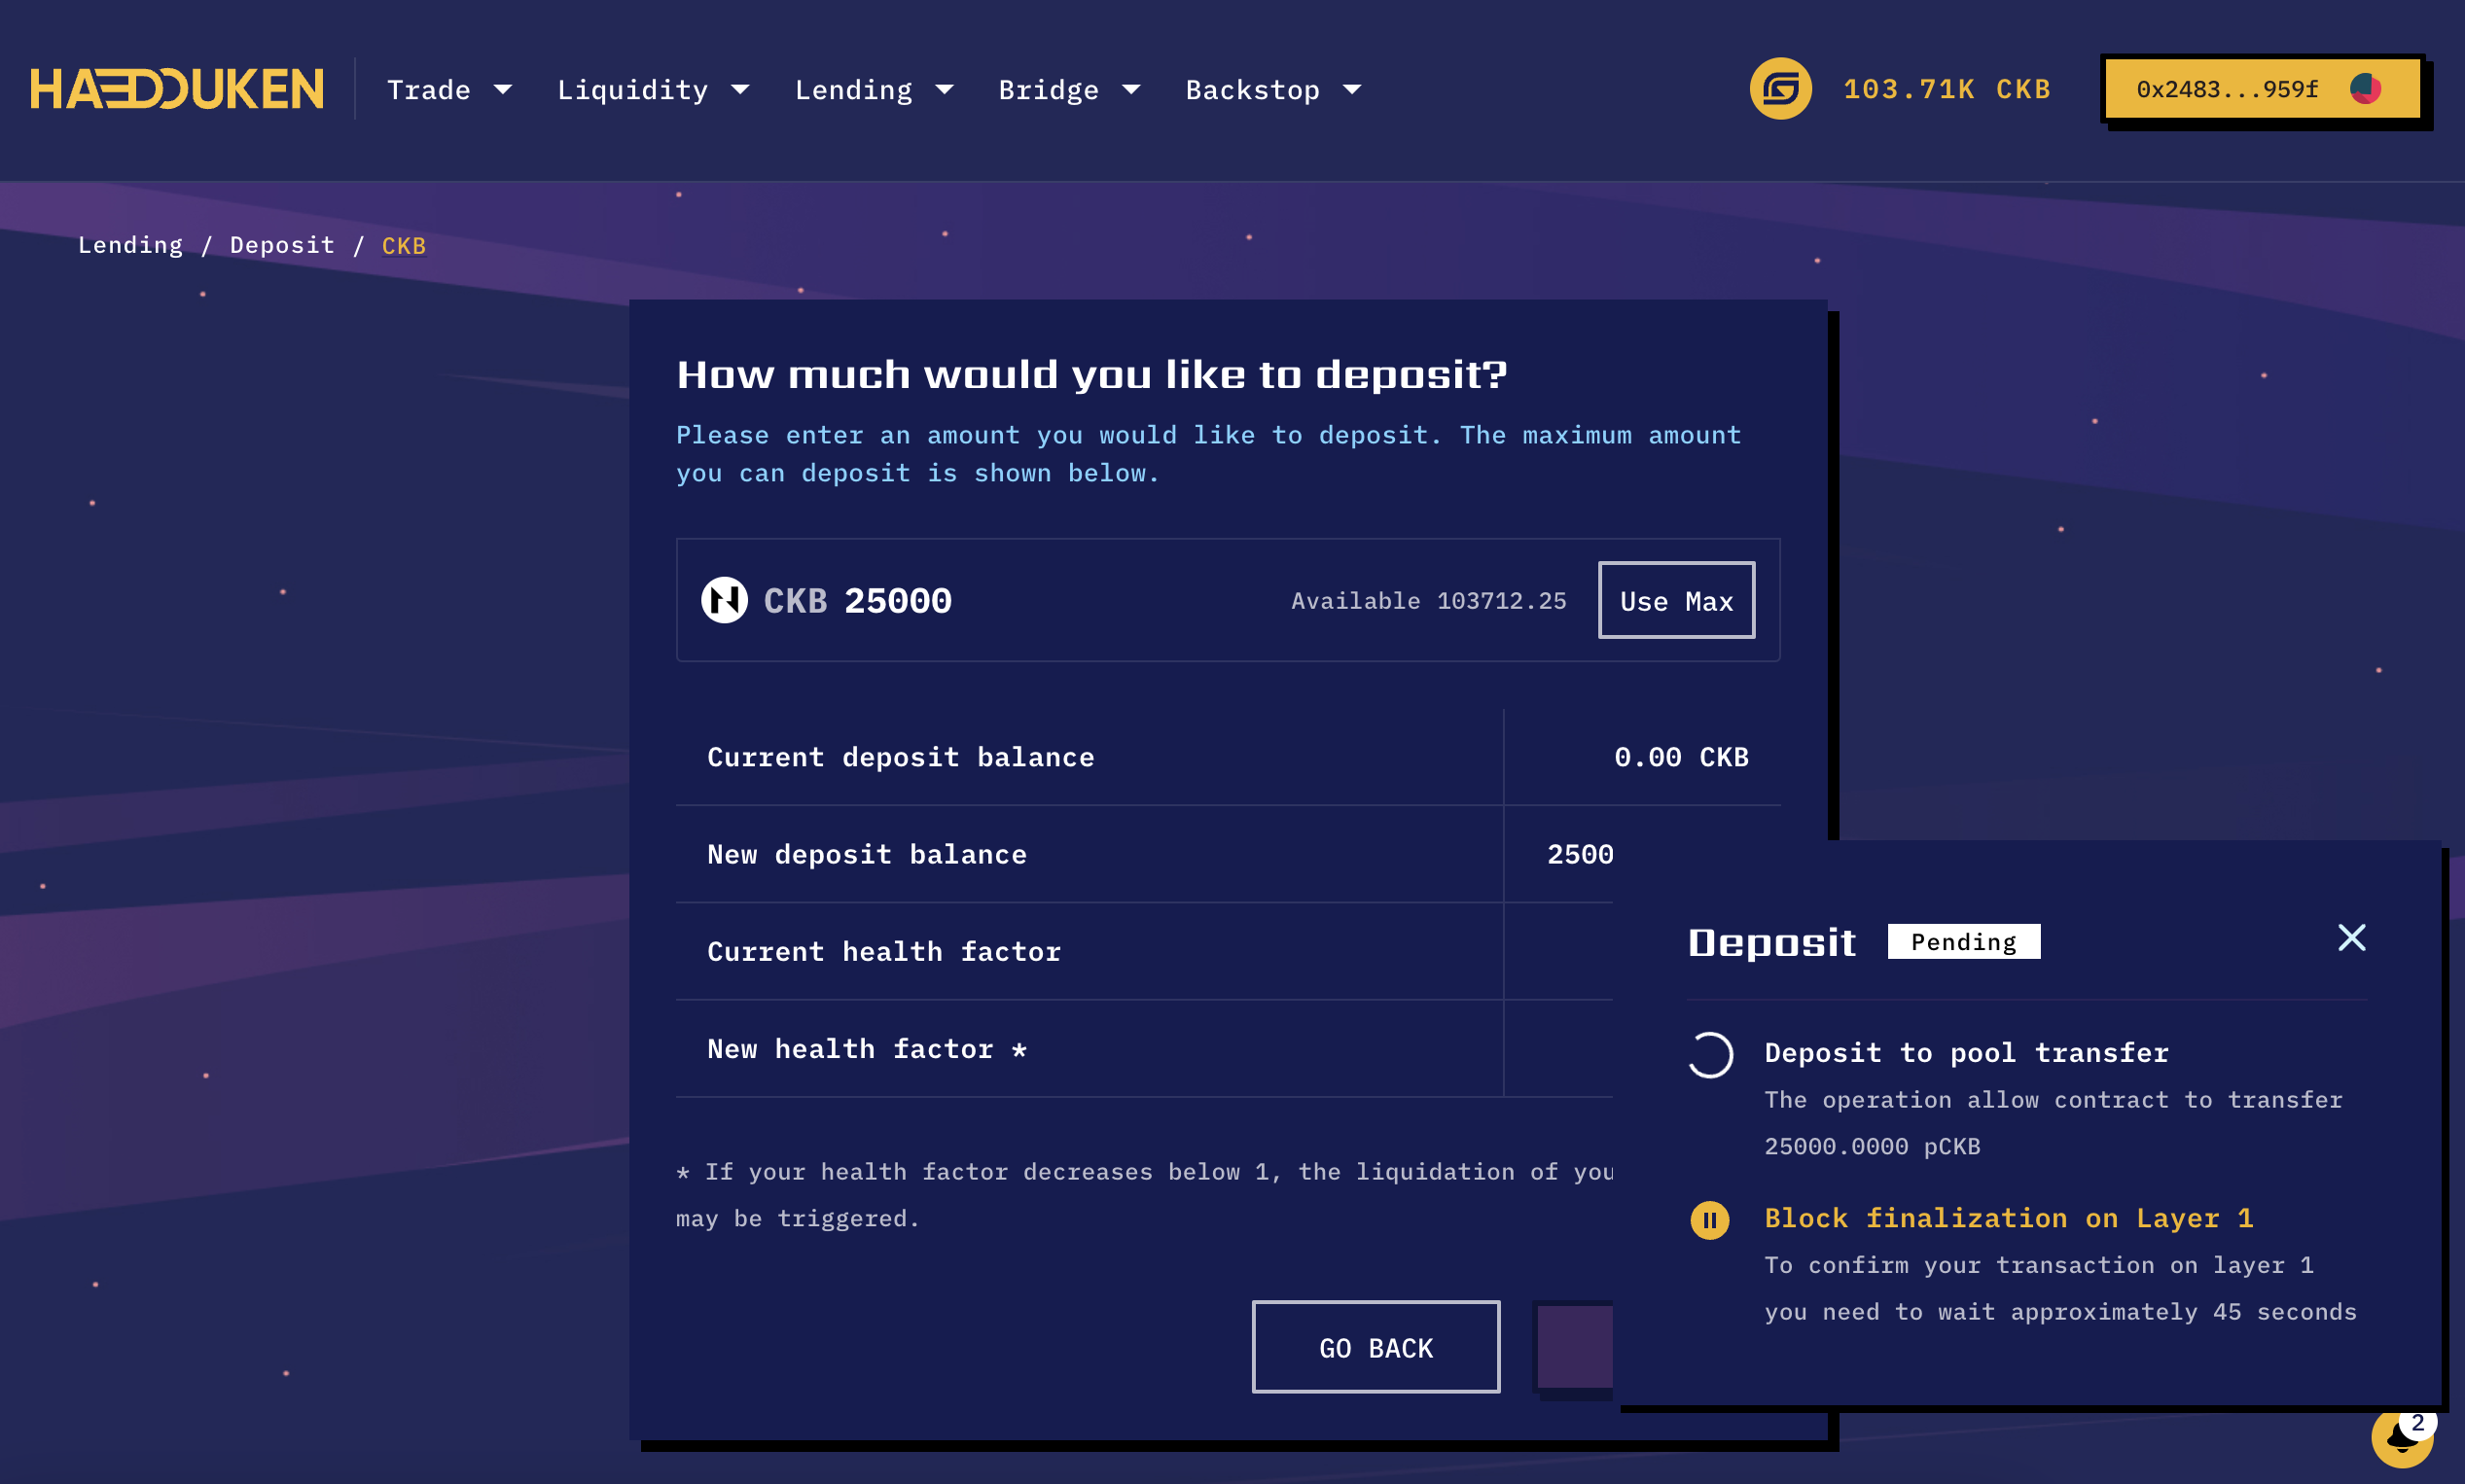 HADOUKEN
Trade
Liquidity
Lending
Bridge
Backstop
103.71K CKB
0x2483...959f
Lending / Deposit / CKB
How much would you like to deposit?
Please enter an amount you would like to deposit. The maximum amount
you can deposit is shown below.
CKB 25000
Available 103712.25
Use Max
Current deposit balance
0.00 CKB
New deposit balance
2500
Current health factor
New health factor *
* If your health factor decreases below 1, the liquidation of you
may be triggered.
GO BACK
Deposit
Pending
Deposit to pool transfer
The operation allow contract to transfer
25000.0000 pCKB
Block finalization on Layer 1
To confirm your transaction on layer 1
you need to wait approximately 45 seconds
2